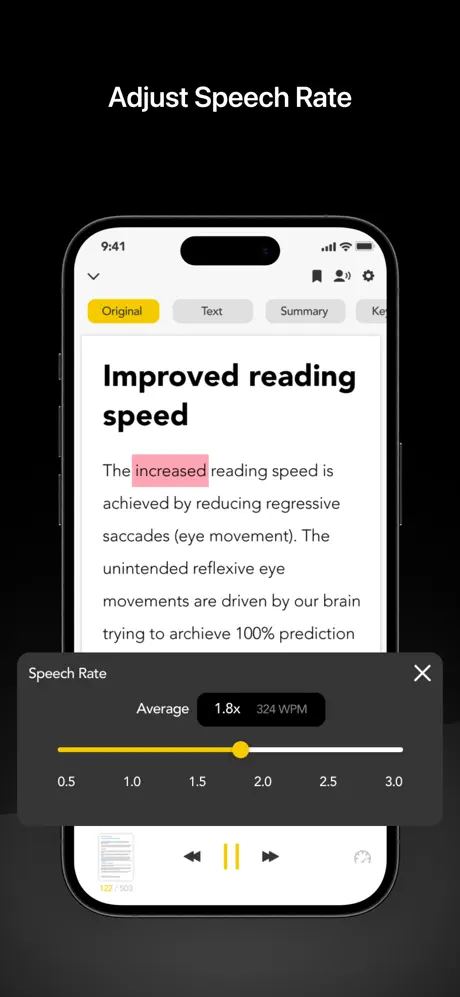 Adjust Speech Rate
9:41
Original
Text
Summary
Key
Improved reading
speed
The increased reading speed is
achieved by reducing regressive
saccades (eye movement). The
unintended reflexive eye
movements are driven by our brain
trying to archieve 100% prediction
Speech Rate
Average 1.8x 324 WPM
0.5 1.0 1.5 2.0 2.5 3.0
122 / 503